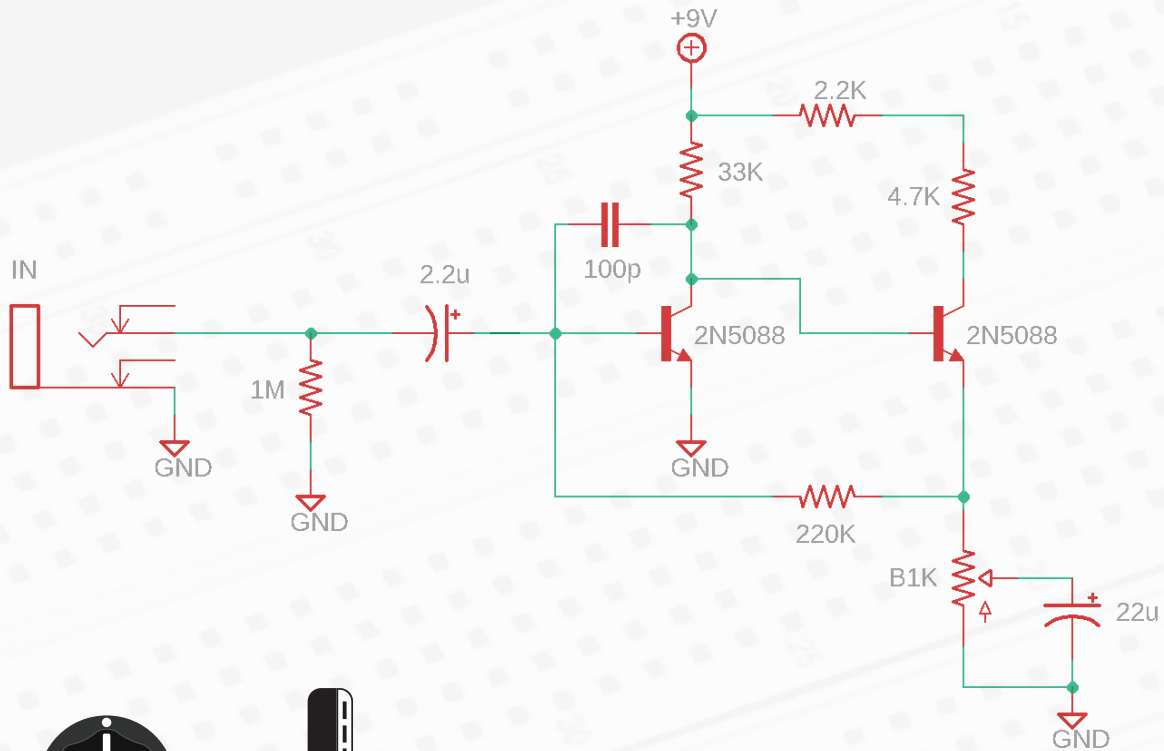 +9V
2.2K
33K
4.7K
IN
100p
2.2u
2N5088
2N5088
1M
GND
GND
GND
220K
B1K
22u
GND